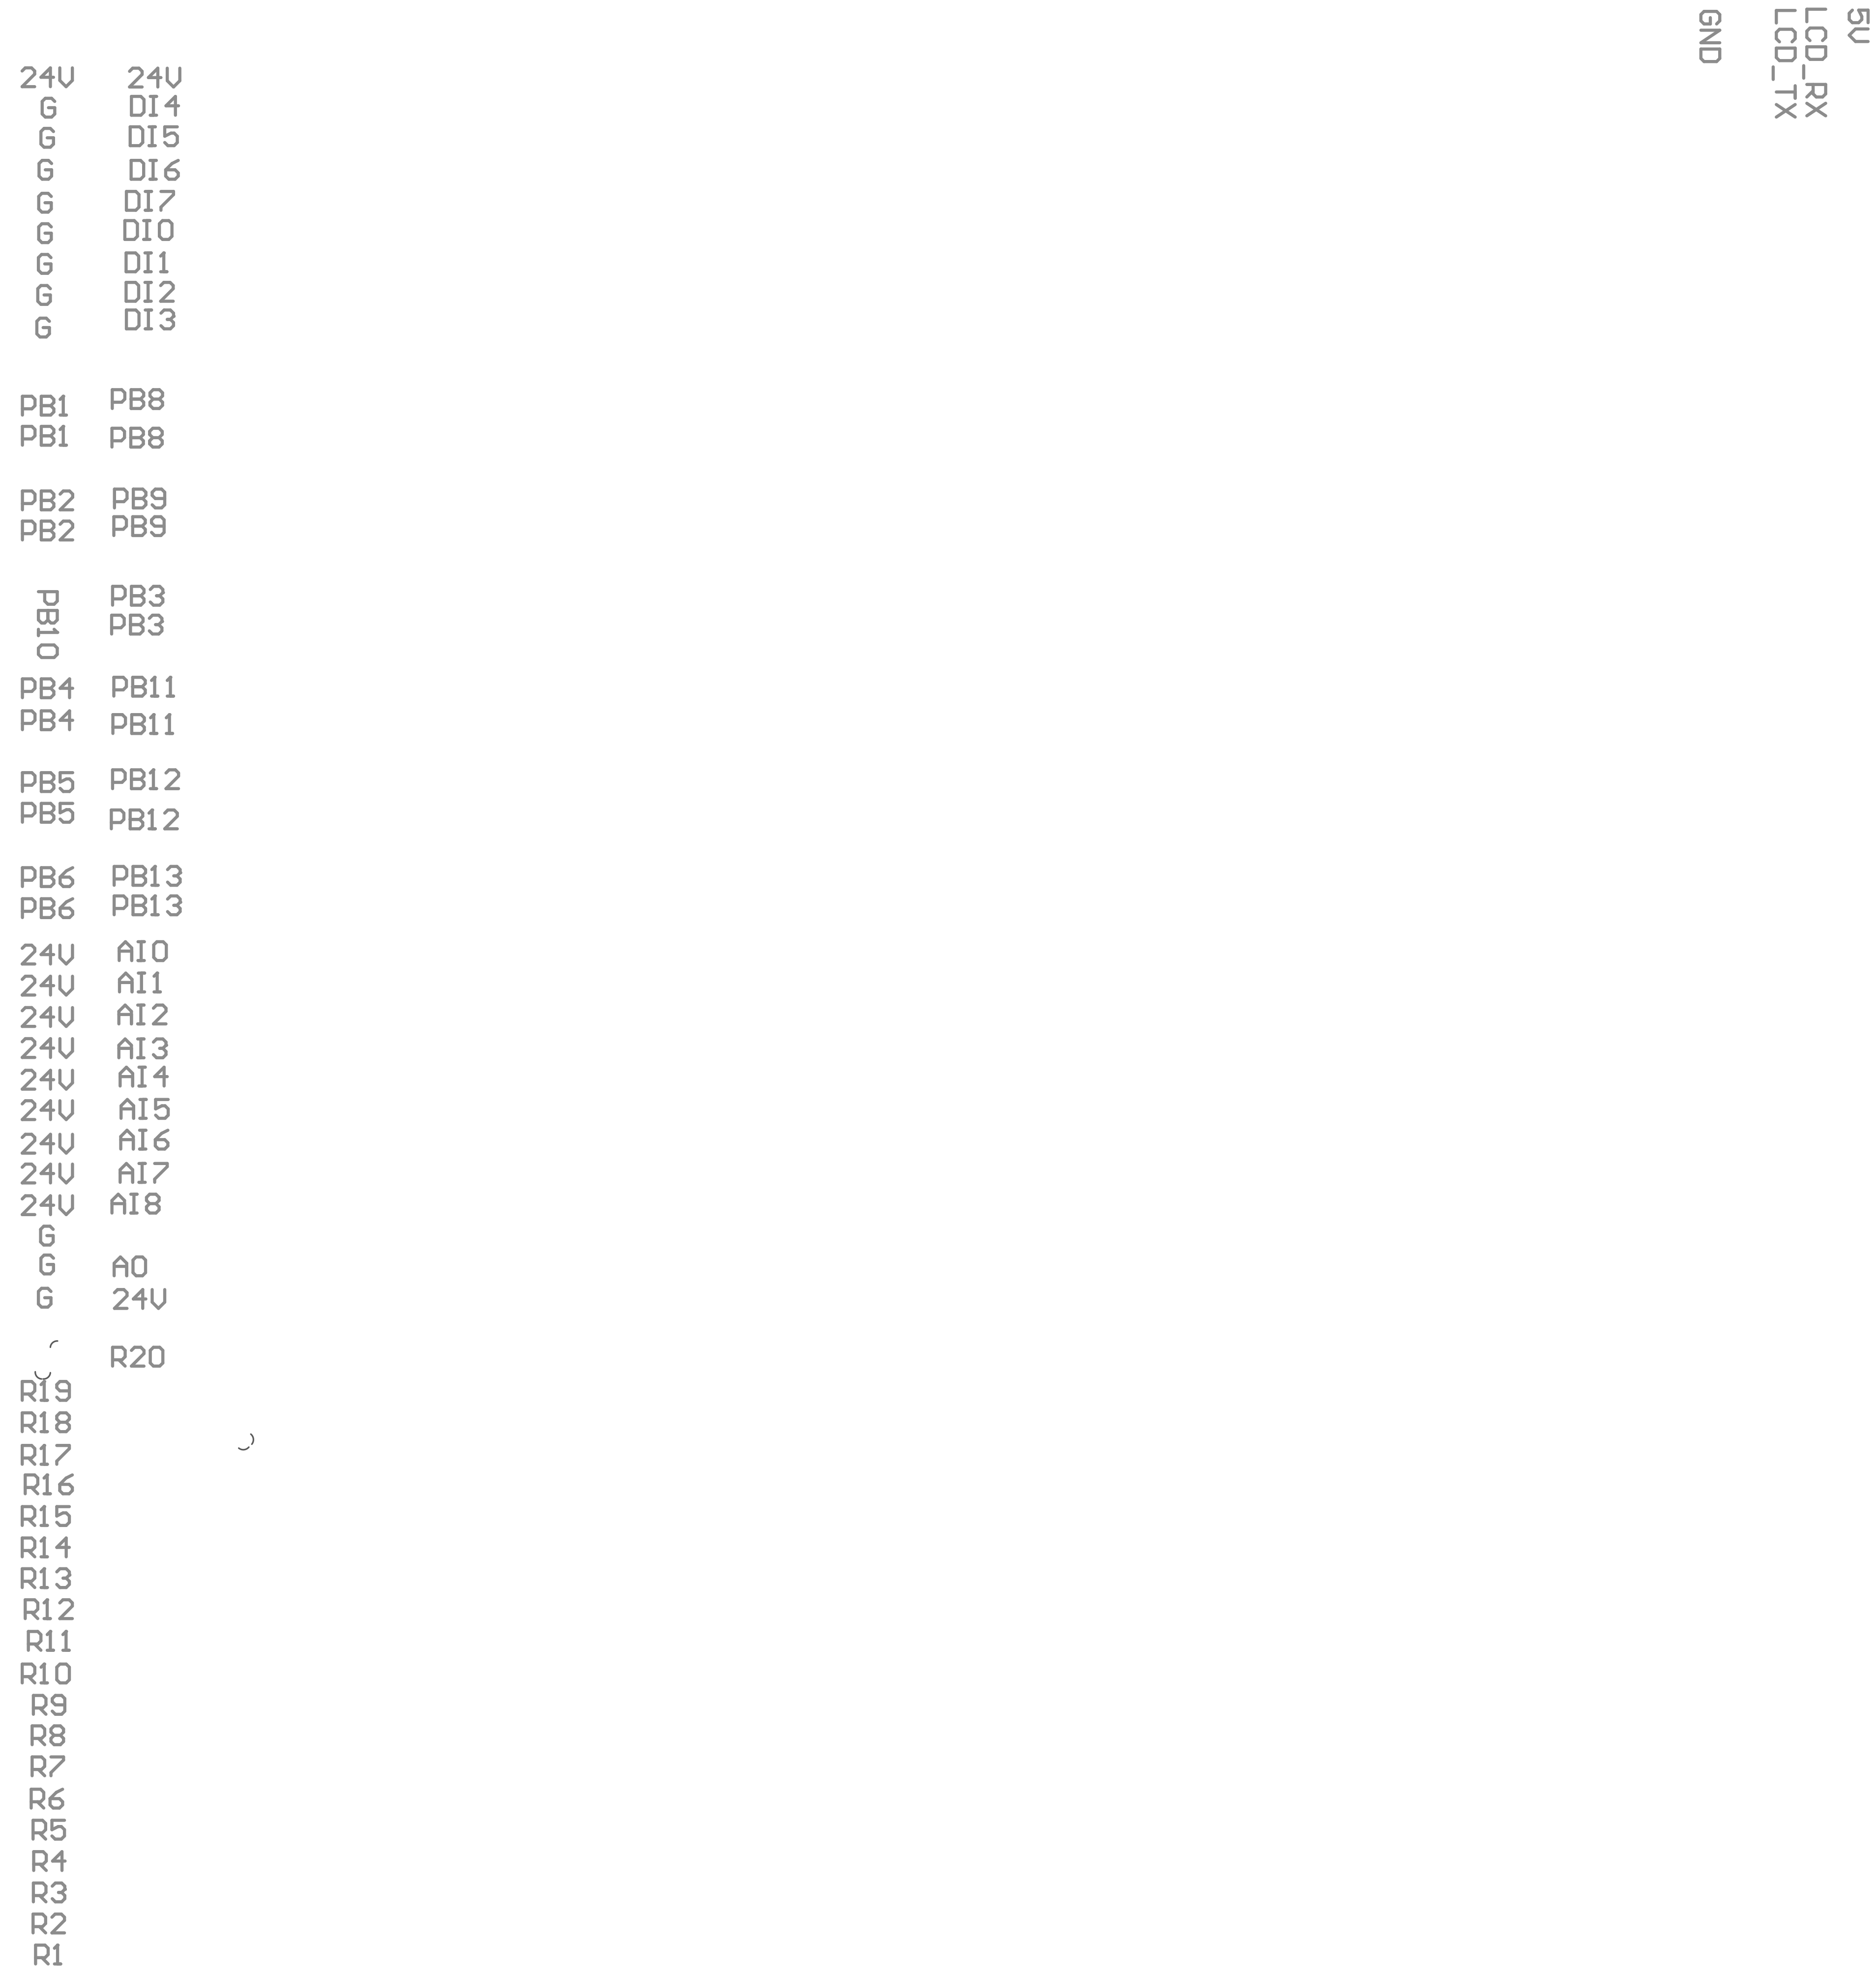 GND
LCD_TX
LCD_RX
5V
24V 24V
G DI4
G DI5
G DI6
G DI7
G DI0
G DI1
G DI2
G DI3
PB1 PB8
PB1 PB8
PB2 PB9
PB2 PB9
PB10
PB3
PB3
PB4 PB11
PB4 PB11
PB5 PB12
PB5 PB12
PB6 PB13
PB6 PB13
24V AI0
24V AI1
24V AI2
24V AI3
24V AI4
24V AI5
24V AI6
24V AI7
24V AI8
G
G A0
G 24V
R20
R19
R18
R17
R16
R15
R14
R13
R12
R11
R10
R9
R8
R7
R6
R5
R4
R3
R2
R1